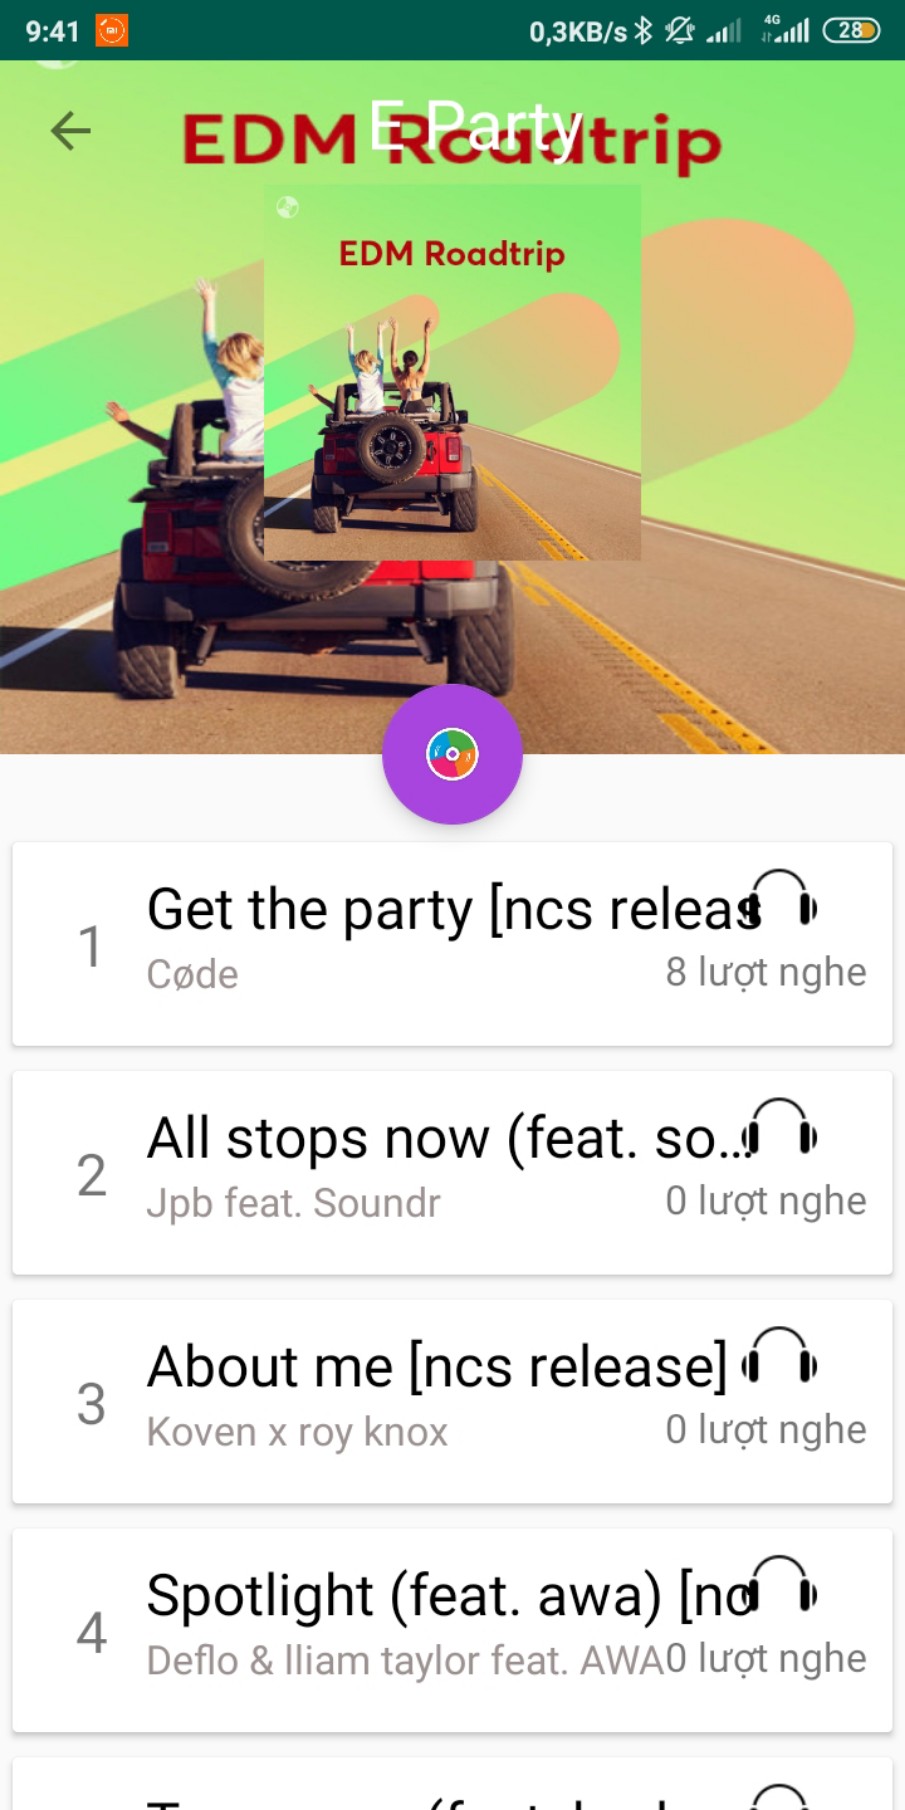 9:41
0,3KB/s 4G 28
E Party
EDM Roadtrip
EDM Roadtrip
1
Get the party [ncs releas
Cøde
8 lượt nghe
2
All stops now (feat. so...
Jpb feat. Soundr
0 lượt nghe
3
About me [ncs release]
Koven x roy knox
0 lượt nghe
4
Spotlight (feat. awa) [nc
Deflo & lliam taylor feat. AWA
0 lượt nghe